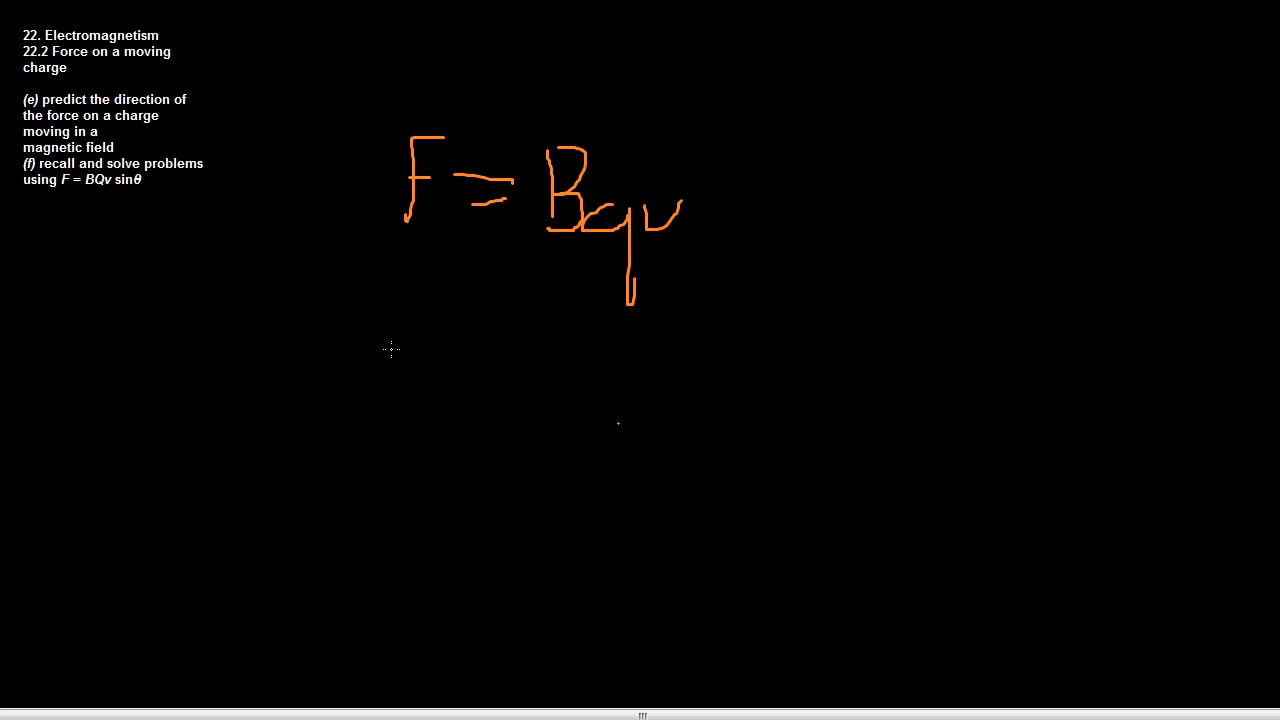 22. Electromagnetism
22.2 Force on a moving
charge
(e) predict the direction of
the force on a charge
moving in a
magnetic field
(f) recall and solve problems
using F = BQv sinθ
F = Bqv